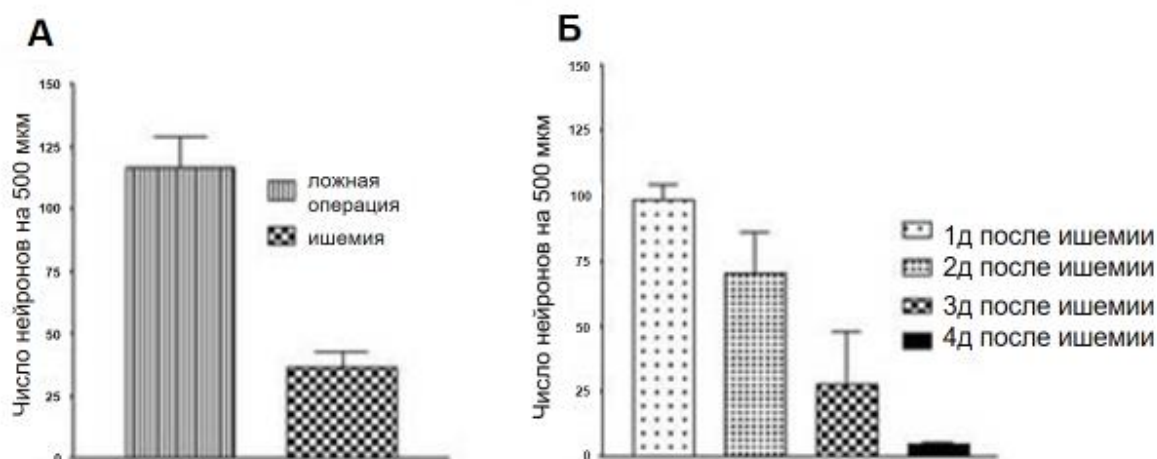 А
Число нейронов на 500 мкм
150
125
100
75
50
25
0
ложная
операция
ишемия
Б
Число нейронов на 500 мкм
150
125
100
75
50
25
0
1д после ишемии
2д после ишемии
3д после ишемии
4д после ишемии